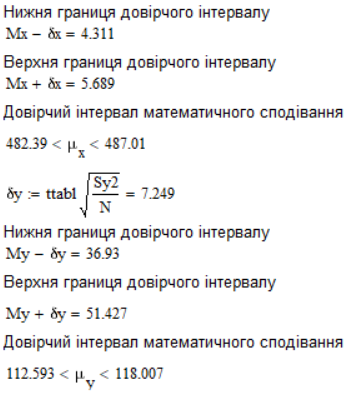 Нижня границя довірчого інтервалу
Mx − δx = 4.311
Верхня границя довірчого інтервалу
Mx + δx = 5.689
Довірчий інтервал математичного сподівання
482.39 < μx < 487.01
δy := ttabl √(Sy2/N) = 7.249
Нижня границя довірчого інтервалу
My − δy = 36.93
Верхня границя довірчого інтервалу
My + δy = 51.427
Довірчий інтервал математичного сподівання
112.593 < μy < 118.007